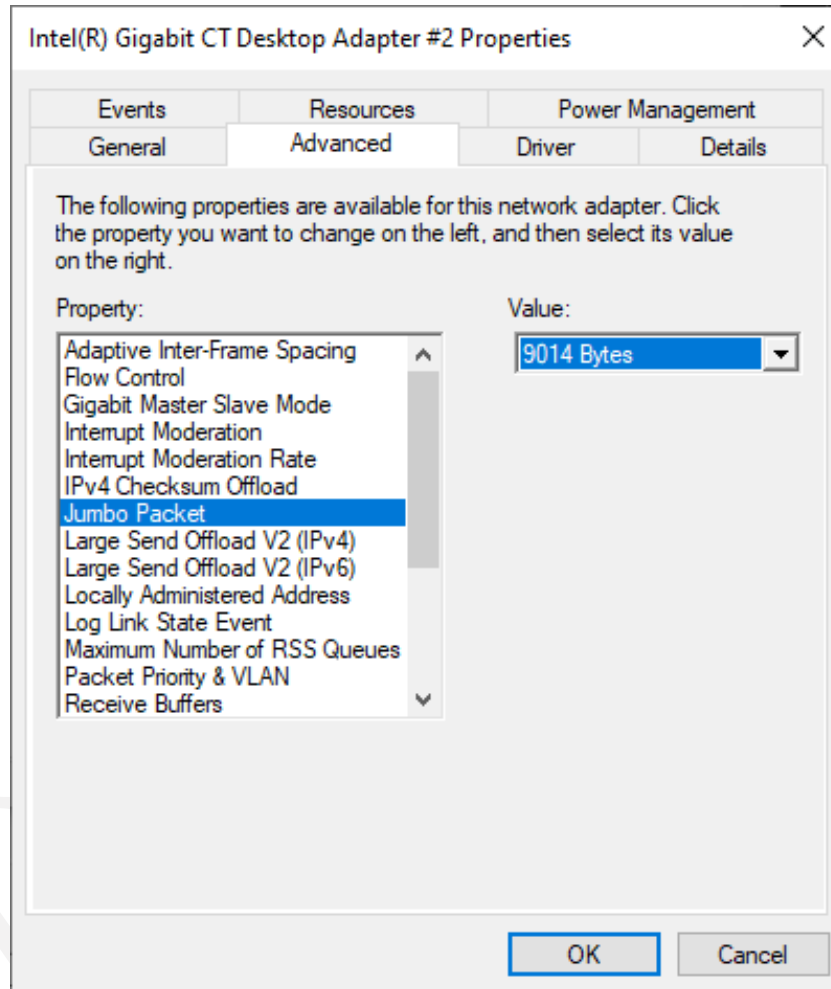 Intel(R) Gigabit CT Desktop Adapter #2 Properties
Events Resources Power Management
General Advanced Driver Details
The following properties are available for this network adapter. Click
the property you want to change on the left, and then select its value
on the right.
Property: Value:
Adaptive Inter-Frame Spacing
9014 Bytes
Flow Control
Gigabit Master Slave Mode
Interrupt Moderation
Interrupt Moderation Rate
IPv4 Checksum Offload
Jumbo Packet
Large Send Offload V2 (IPv4)
Large Send Offload V2 (IPv6)
Locally Administered Address
Log Link State Event
Maximum Number of RSS Queues
Packet Priority & VLAN
Receive Buffers
OK Cancel